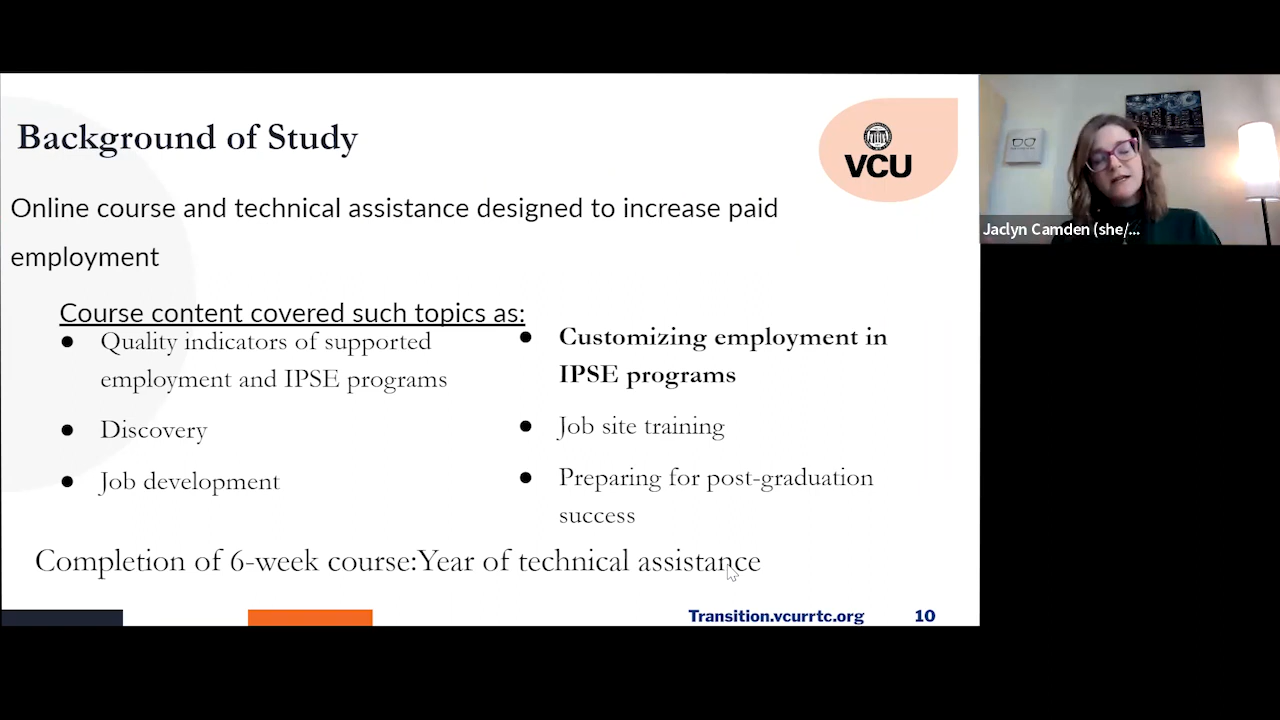 Background of Study
VCU
Online course and technical assistance designed to increase paid
employment
Course content covered such topics as:
● Quality indicators of supported
employment and IPSE programs
● Discovery
● Job development
● Customizing employment in
IPSE programs
● Job site training
● Preparing for post-graduation
success
Completion of 6-week course:Year of technical assistance
Transition.vcurrtc.org
10
Jaclyn Camden (she/...